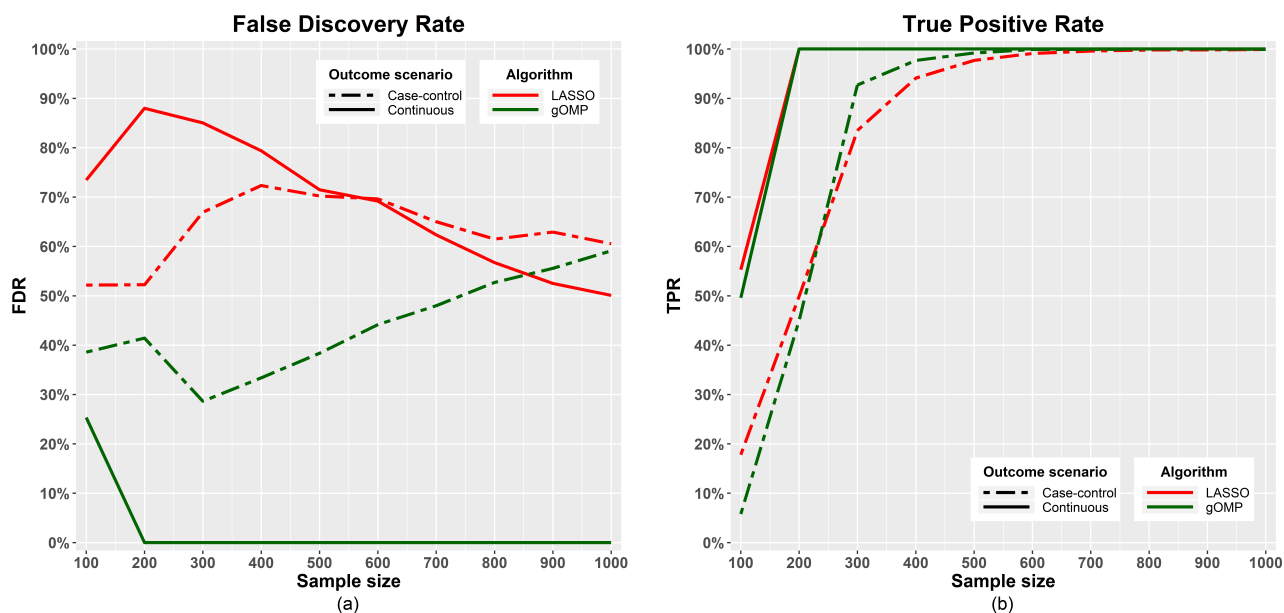 False Discovery Rate
100%
90%
80%
70%
60%
50%
40%
30%
20%
10%
0%
FDR
Outcome scenario
Case-control
Continuous
Algorithm
LASSO
gOMP
100 200 300 400 500 600 700 800 900 1000
Sample size
(a)
True Positive Rate
100%
90%
80%
70%
60%
50%
40%
30%
20%
10%
0%
TPR
Outcome scenario
Case-control
Continuous
Algorithm
LASSO
gOMP
100 200 300 400 500 600 700 800 900 1000
Sample size
(b)